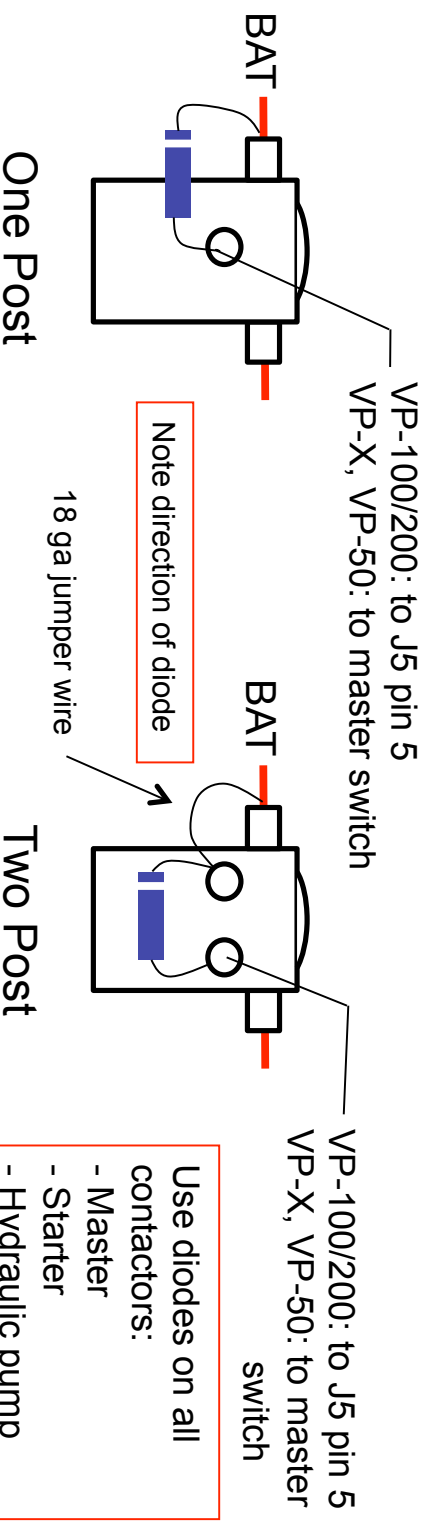 VP-100/200: to J5 pin 5
VP-X, VP-50: to master switch
BAT
One Post
Note direction of diode
18 ga jumper wire
VP-100/200: to J5 pin 5
VP-X, VP-50: to master
switch
BAT
Two Post
Use diodes on all
contactors:
- Master
- Starter
- Hydraulic pump